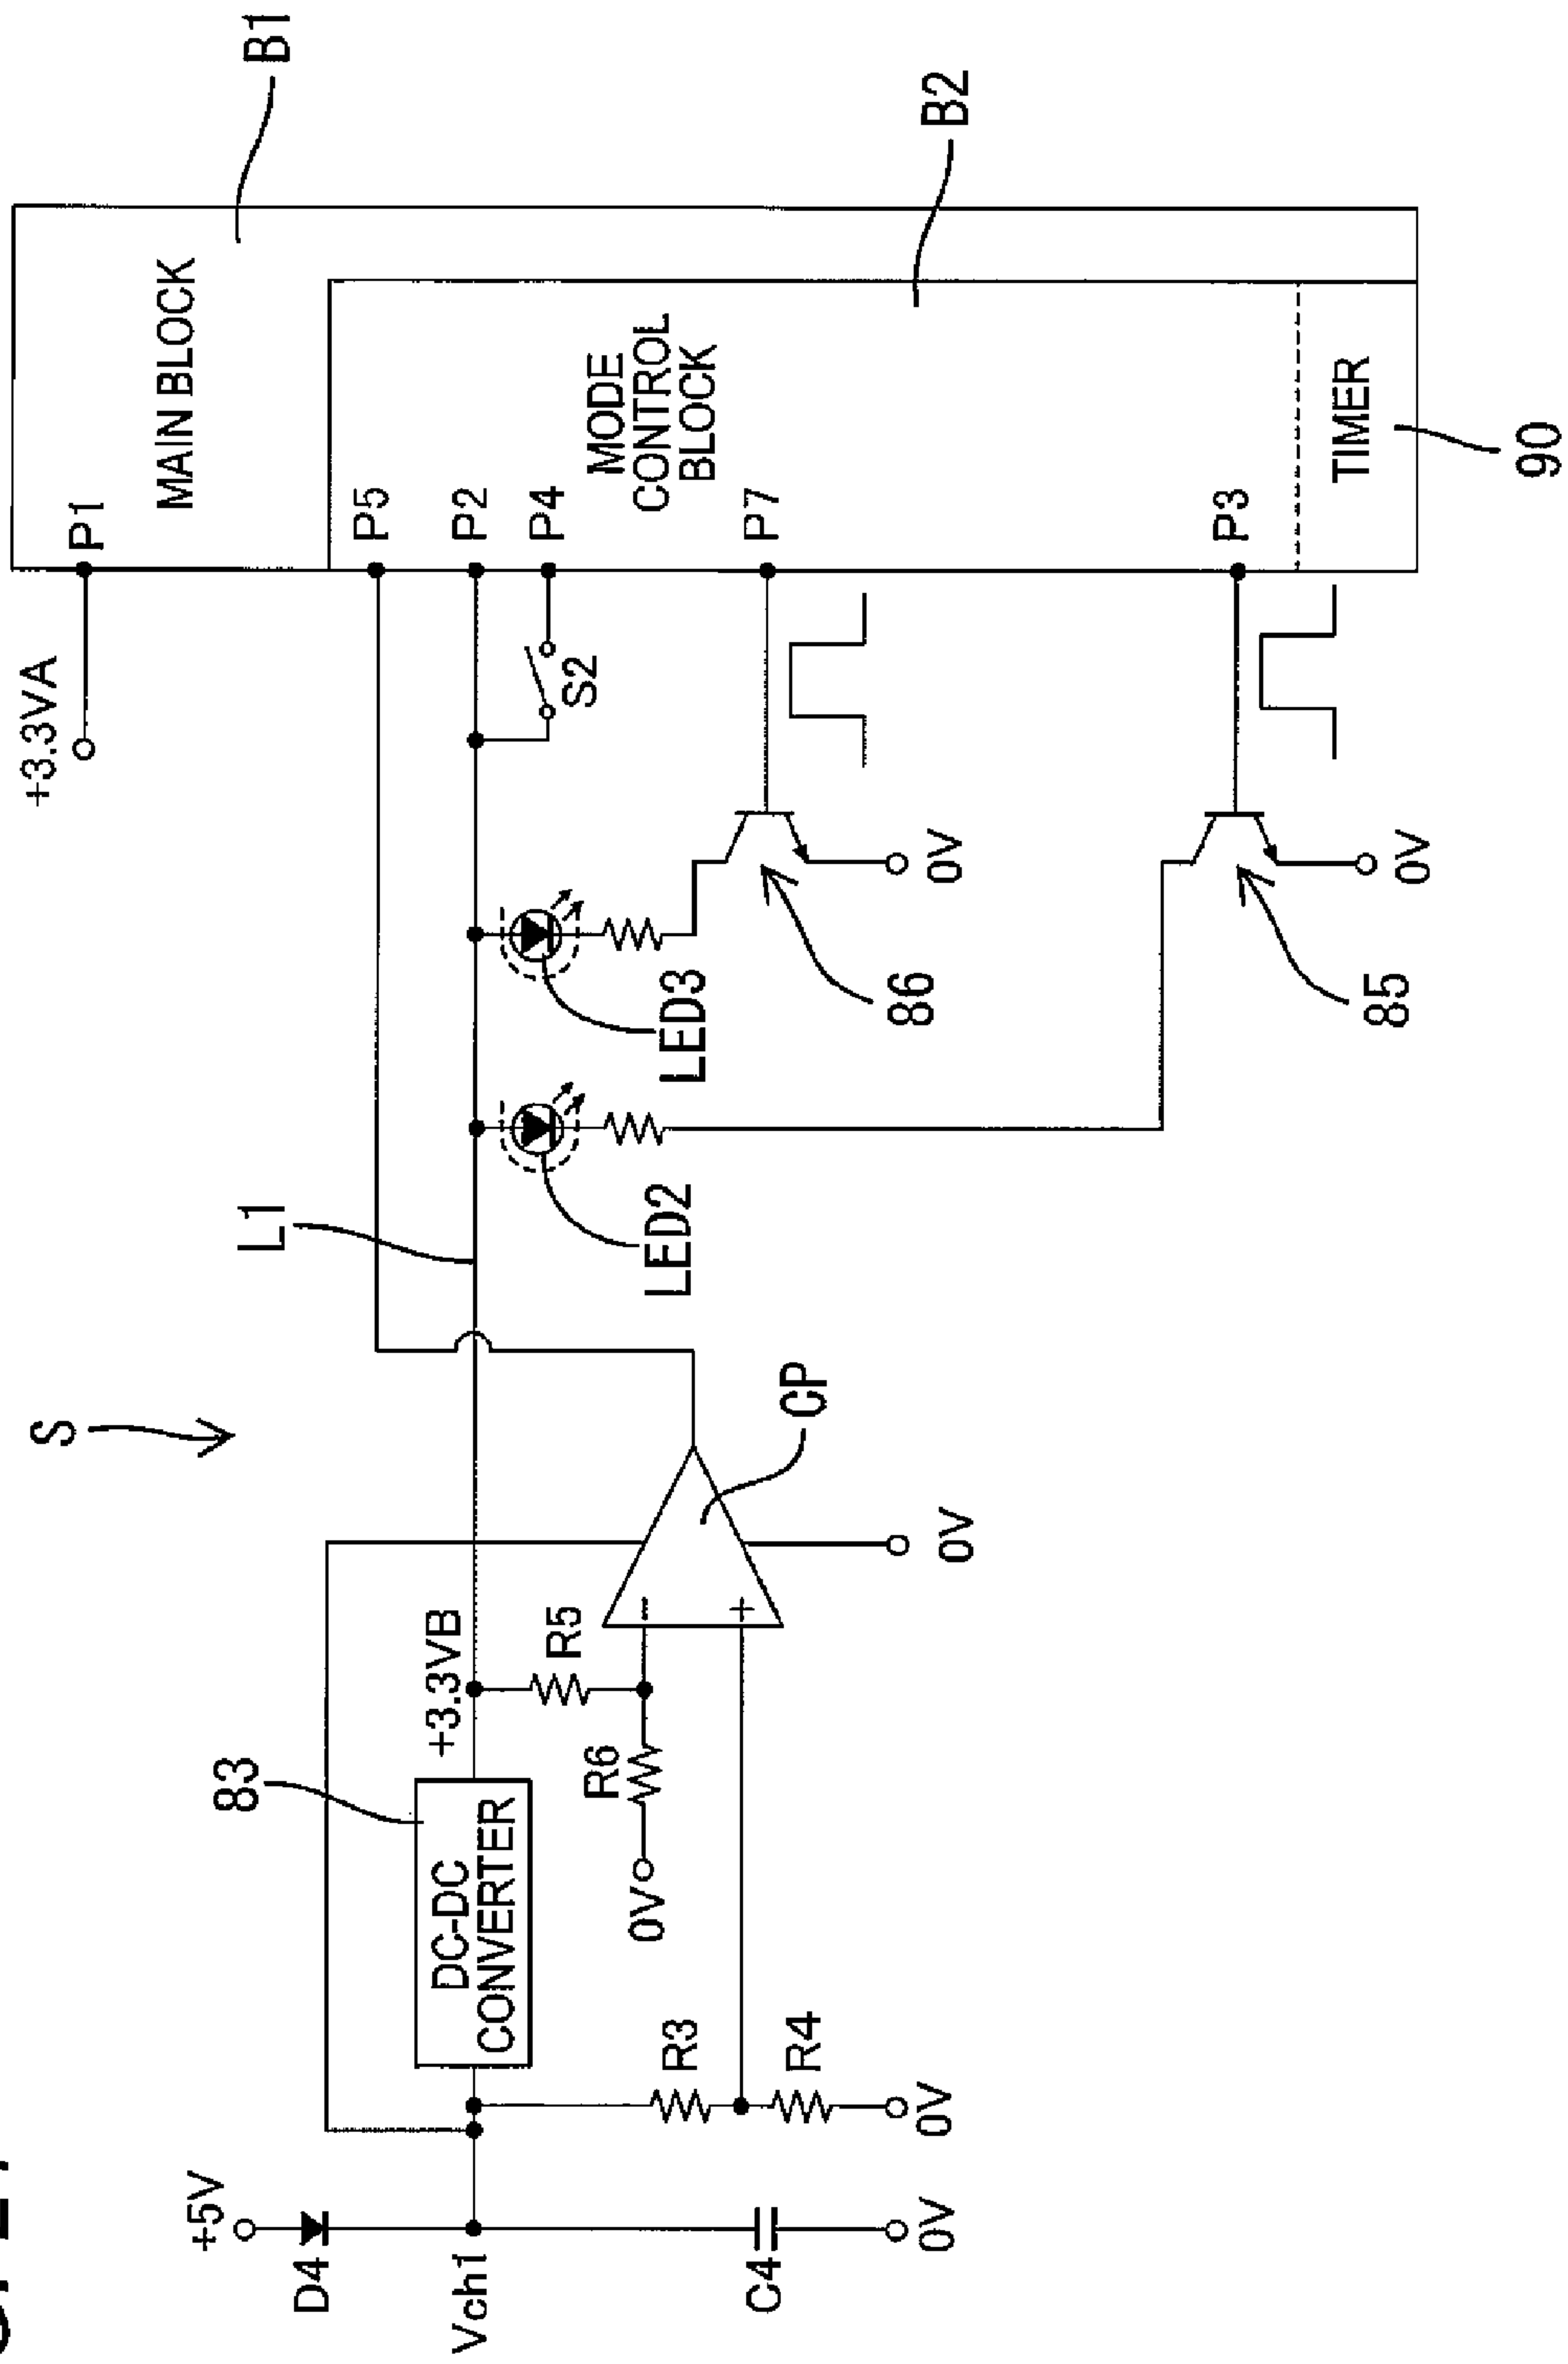 +5V
D4
Vch1
C4
0V
83
DC-DC
CONVERTER
+3.3VB
R3
R4
0V
R5
R6
0V
CP
0V
S
L1
LED2
LED3
86
0V
85
0V
S2
+3.3VA
P1
MAIN BLOCK
B1
P5
P2
P4
P7
P3
MODE
CONTROL
BLOCK
B2
TIMER
90